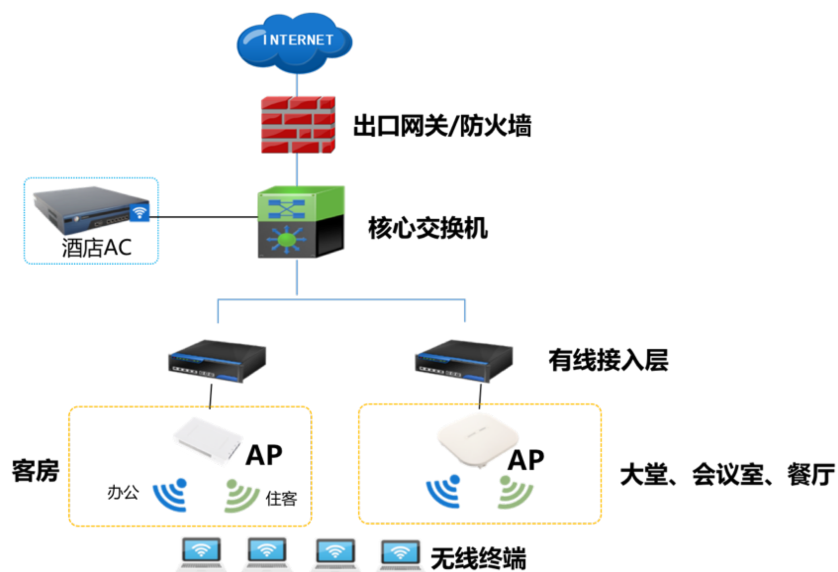 INTERNET
出口网关/防火墙
核心交换机
酒店AC
有线接入层
客房
AP
办公
住客
AP
大堂、会议室、餐厅
无线终端